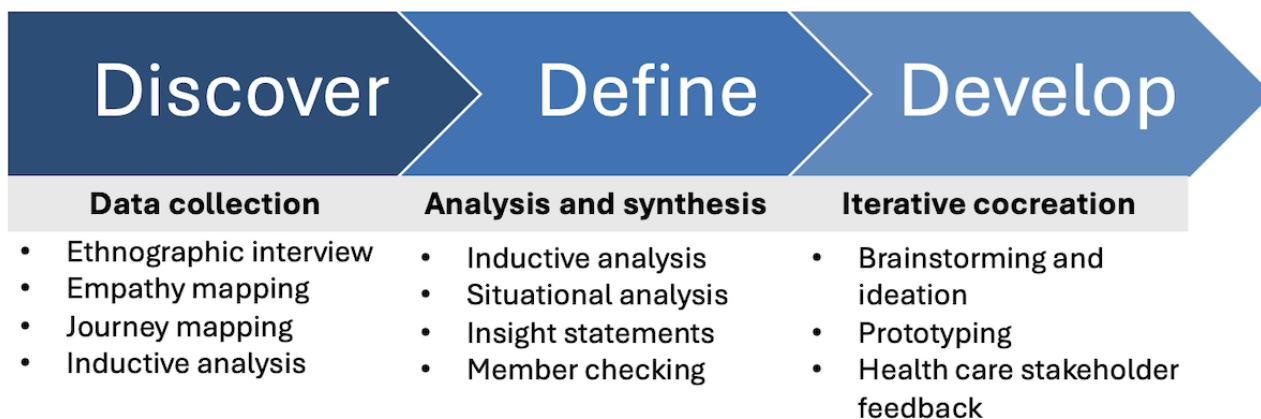 Discover
Define
Develop
Data collection
Analysis and synthesis
Iterative cocreation
• Ethnographic interview
• Empathy mapping
• Journey mapping
• Inductive analysis
• Inductive analysis
• Situational analysis
• Insight statements
• Member checking
• Brainstorming and
ideation
• Prototyping
• Health care stakeholder
feedback